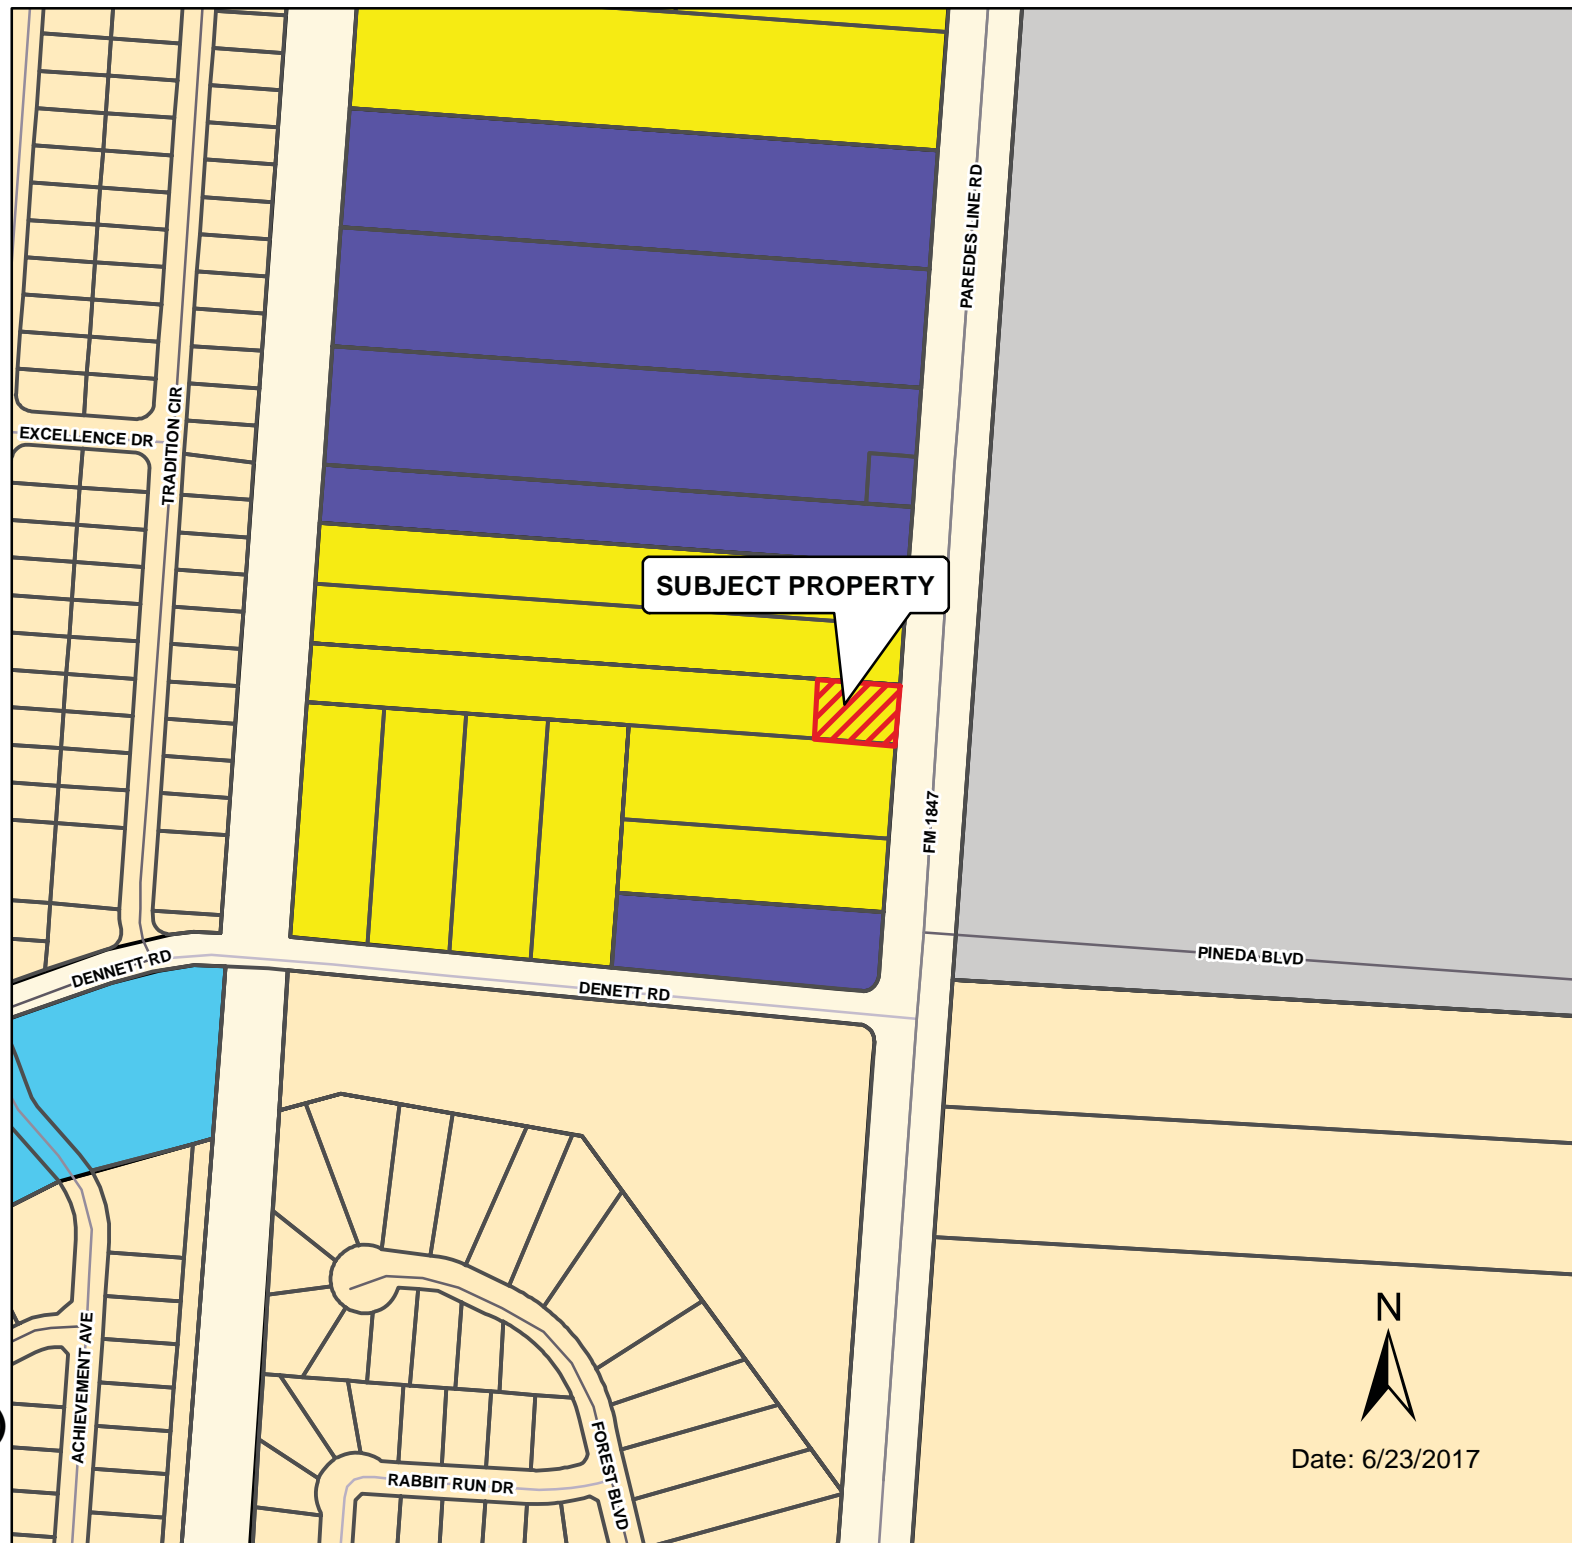 PAREDES LINE RD
TRADITION CIR
EXCELLENCE DR
SUBJECT PROPERTY
FM 1847
PINEDA BLVD
DENNETT RD
DENETT RD
N
ACHIEVEMENT AVE
FOREST BLVD
RABBIT RUN DR
Date: 6/23/2017